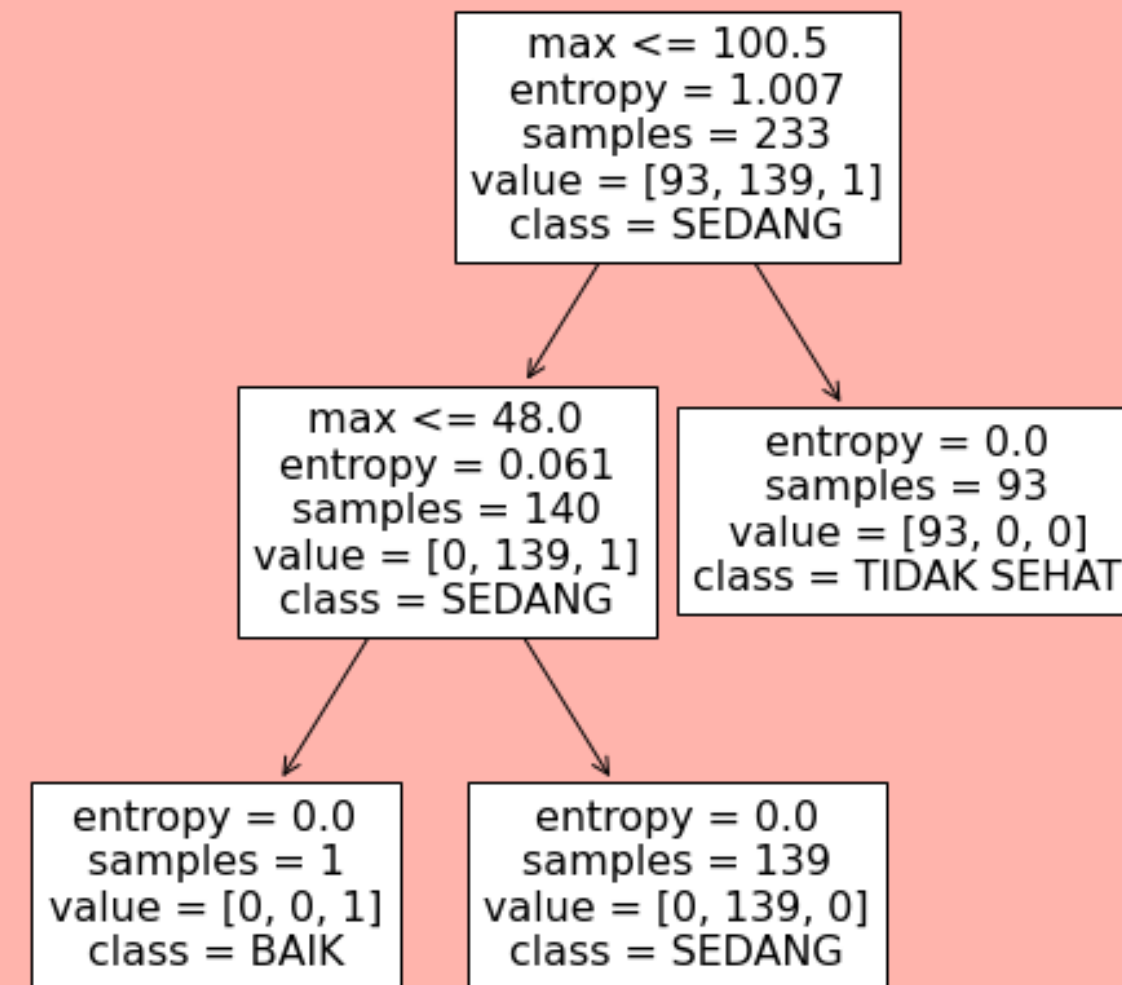 max <= 100.5
entropy = 1.007
samples = 233
value = [93, 139, 1]
class = SEDANG
max <= 48.0
entropy = 0.061
samples = 140
value = [0, 139, 1]
class = SEDANG
entropy = 0.0
samples = 93
value = [93, 0, 0]
class = TIDAK SEHAT
entropy = 0.0
samples = 1
value = [0, 0, 1]
class = BAIK
entropy = 0.0
samples = 139
value = [0, 139, 0]
class = SEDANG